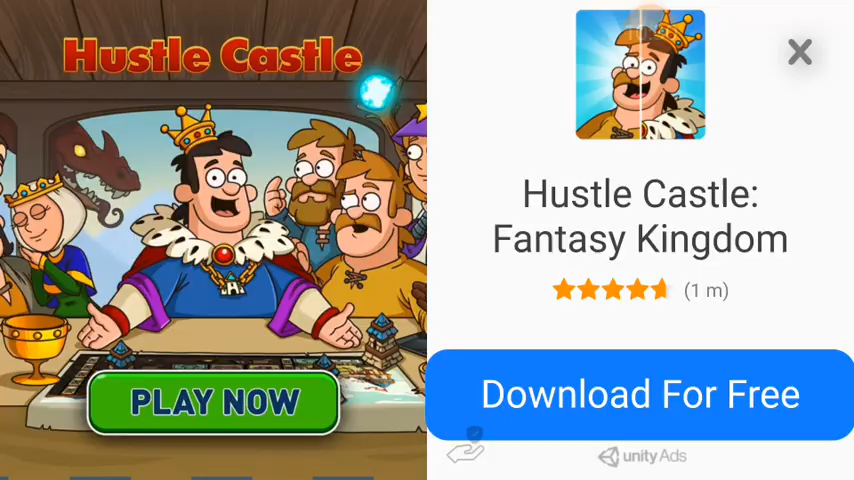 Hustle Castle
PLAY NOW
Hustle Castle:
Fantasy Kingdom
(1 m)
Download For Free
unity Ads